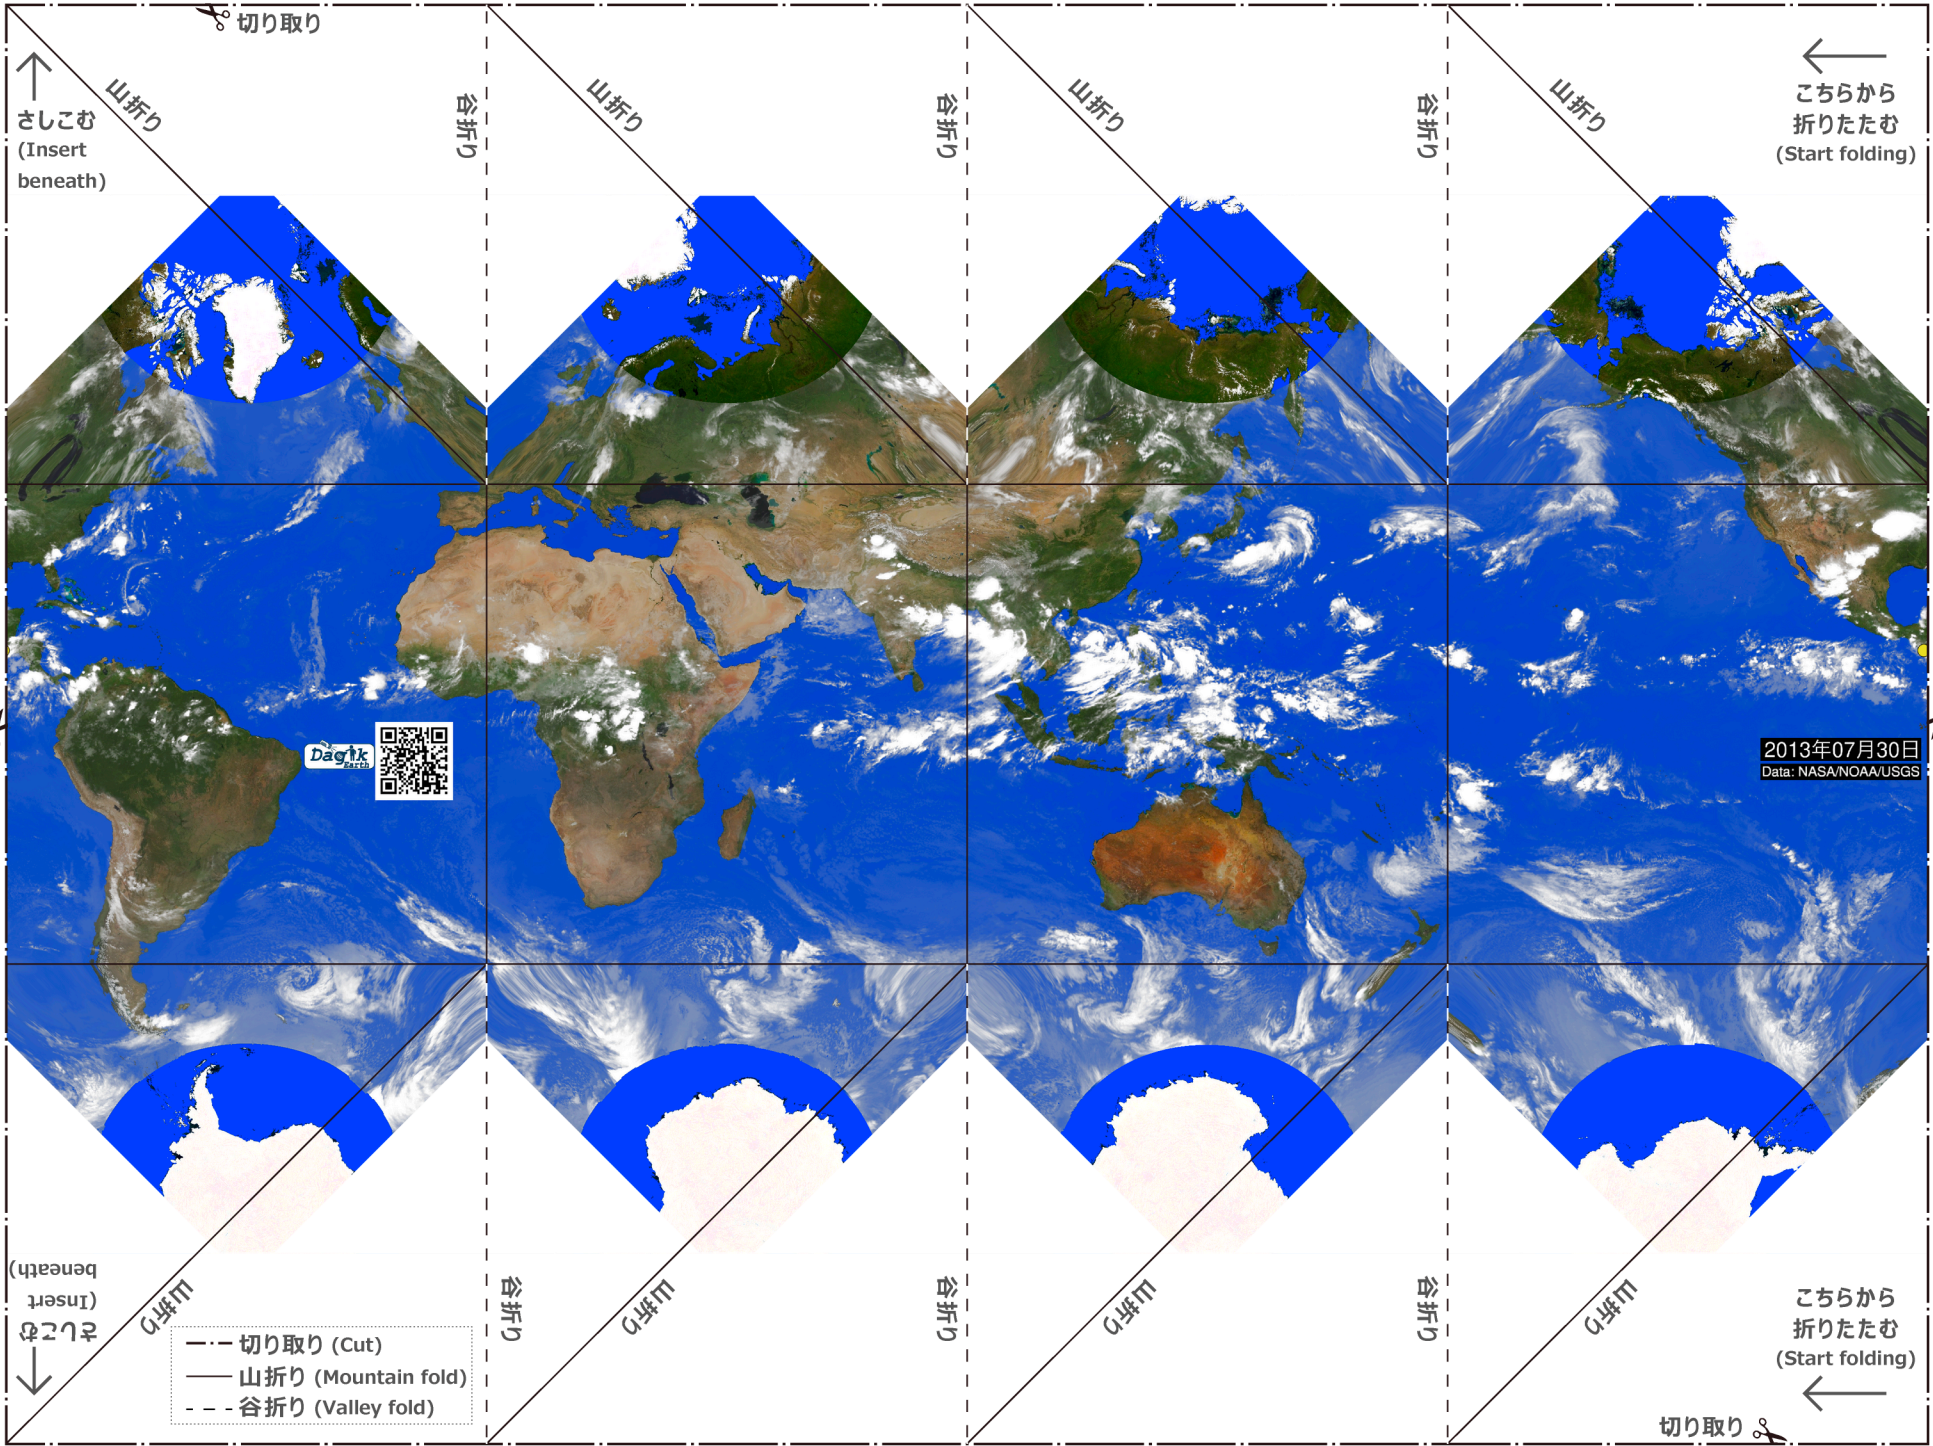 切り取り
さしこむ
(Insert
beneath)
山折り
谷折り
山折り
谷折り
山折り
谷折り
山折り
こちらから
折りたたむ
(Start folding)
Dagik
Earth
2013年07月30日
Data: NASA/NOAA/USGS
さしこむ
(Insert
beneath)
山折り
谷折り
山折り
谷折り
山折り
谷折り
山折り
こちらから
折りたたむ
(Start folding)
切り取り (Cut)
山折り (Mountain fold)
谷折り (Valley fold)
切り取り